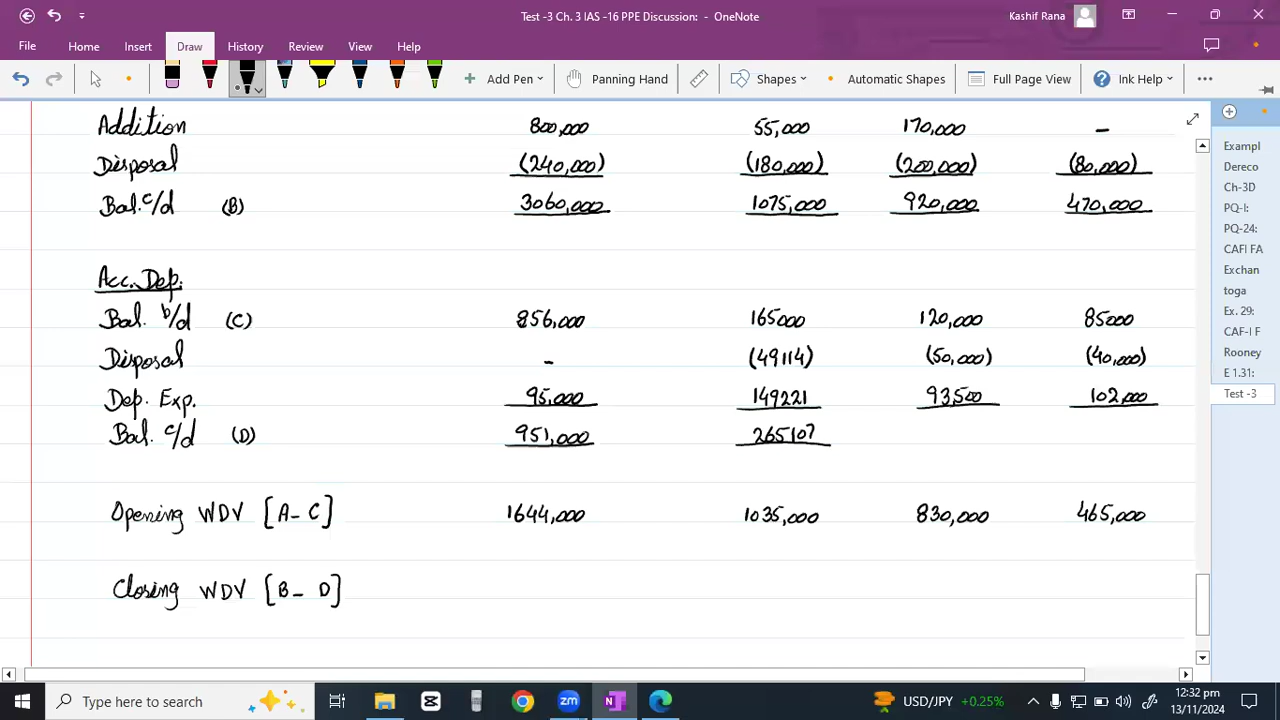 Test -3 Ch. 3 IAS -16 PPE Discussion: - OneNote
Kashif Rana
File Home Insert Draw History Review View Help
Add Pen Panning Hand Shapes Automatic Shapes Full Page View Ink Help
Addition 800,000 55,000 170,000 -
Disposal (240,000) (180,000) (200,000) (80,000)
Bal. c/d (B) 3060,000 1075,000 920,000 470,000
Acc. Dep.
Bal. b/d (C) 856,000 165000 120,000 85000
Disposal - (49114) (50,000) (40,000)
Dep. Exp. 95,000 149221 93,500 102,000
Bal. c/d (D) 951,000 265107
Opening WDV [A- C] 1644,000 1035,000 830,000 465,000
Closing WDV [B- D]
Exampl
Dereco
Ch-3D
PQ-I:
PQ-24:
CAFI FA
Exchan
toga
Ex. 29:
CAF-I F
Rooney
E 1.31:
Test -3
Type here to search
zm
USD/JPY +0.25%
12:32 pm
13/11/2024